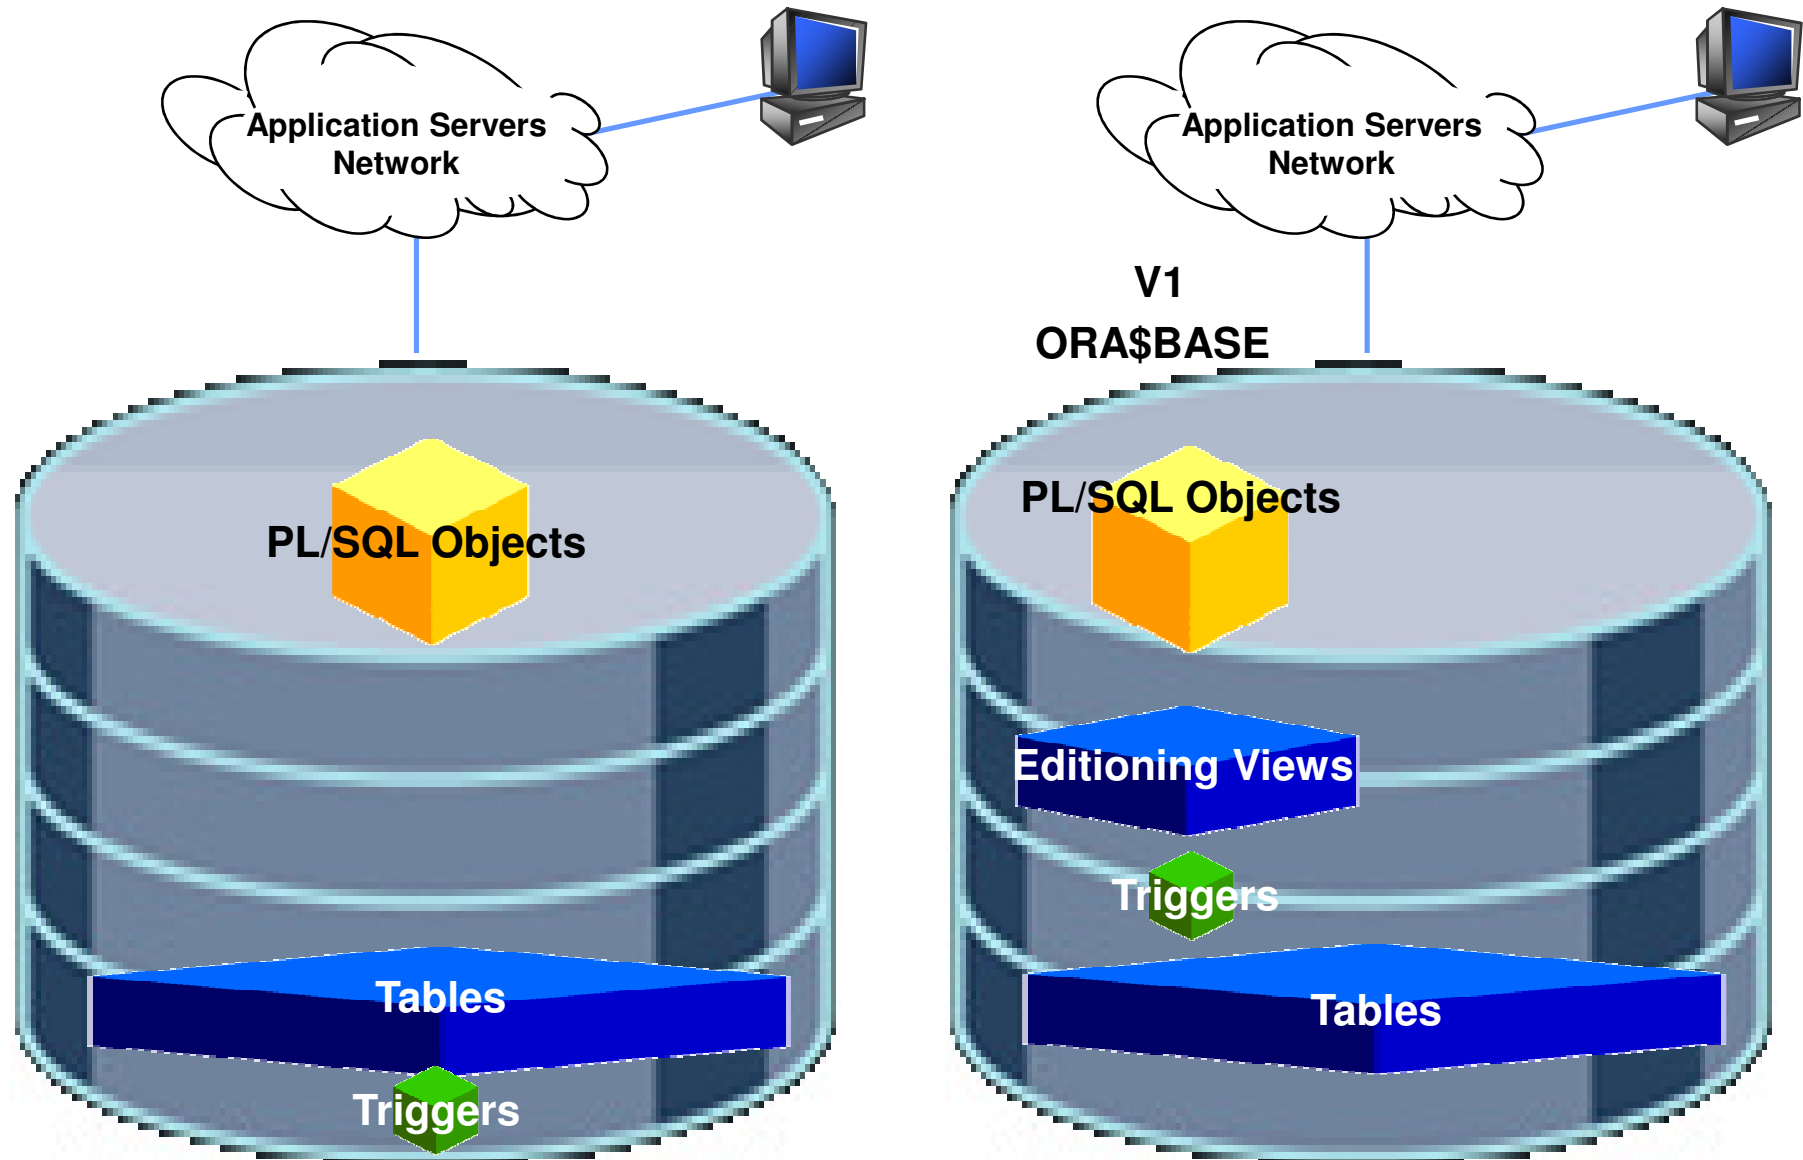 Application Servers
Network
PL/SQL Objects
Tables
Triggers
Application Servers
Network
V1
ORA$BASE
PL/SQL Objects
Editioning Views
Triggers
Tables